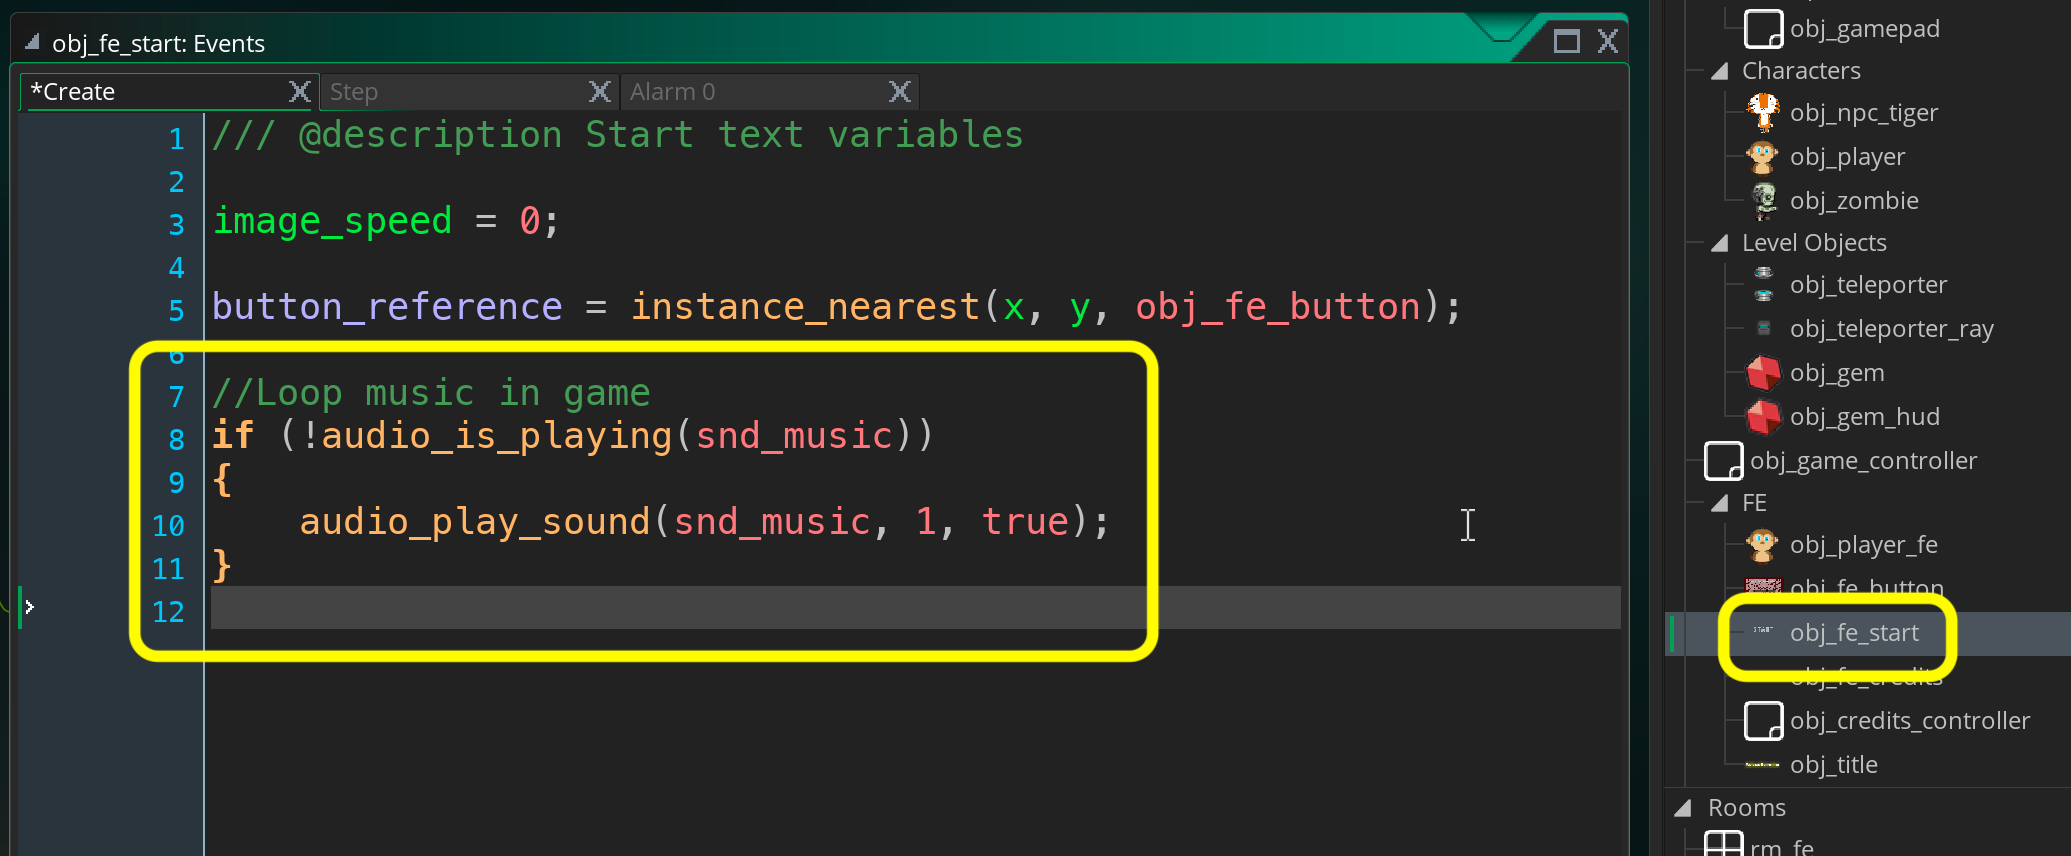 obj_fe_start: Events
*Create
Step
Alarm 0
1 /// @description Start text variables
2
3 image_speed = 0;
4
5 button_reference = instance_nearest(x, y, obj_fe_button);
6
7 //Loop music in game
8 if (!audio_is_playing(snd_music))
9 {
10 audio_play_sound(snd_music, 1, true);
11 }
12
obj_gamepad
Characters
obj_npc_tiger
obj_player
obj_zombie
Level Objects
obj_teleporter
obj_teleporter_ray
obj_gem
obj_gem_hud
obj_game_controller
FE
obj_player_fe
obj_fe_button
START obj_fe_start
obj_fe_credits
obj_credits_controller
obj_title
Rooms
rm_fe